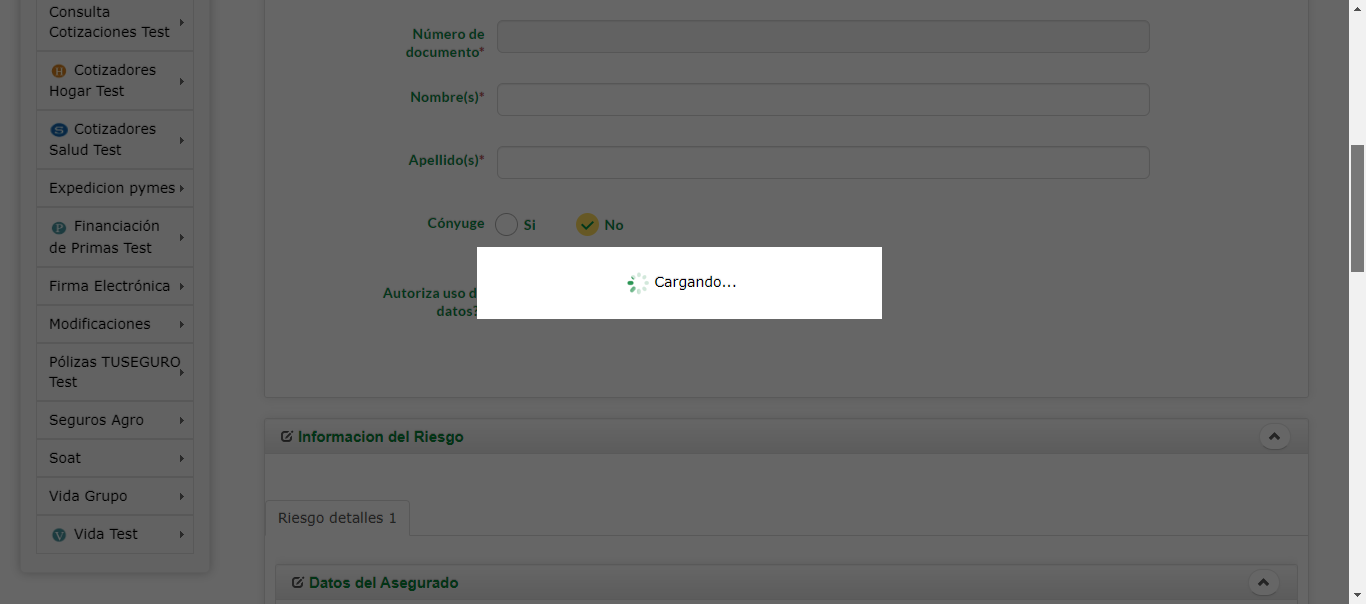 Consulta
Cotizaciones Test
Cotizadores
Hogar Test
Cotizadores
Salud Test
Expedicion pymes
Financiación
de Primas Test
Firma Electrónica
Modificaciones
Pólizas TUSEGURO
Test
Seguros Agro
Soat
Vida Grupo
Vida Test
Número de
documento*
Nombre(s)*
Apellido(s)*
Cónyuge Si No
Autoriza uso d
datos?
Cargando...
Informacion del Riesgo
Riesgo detalles 1
Datos del Asegurado